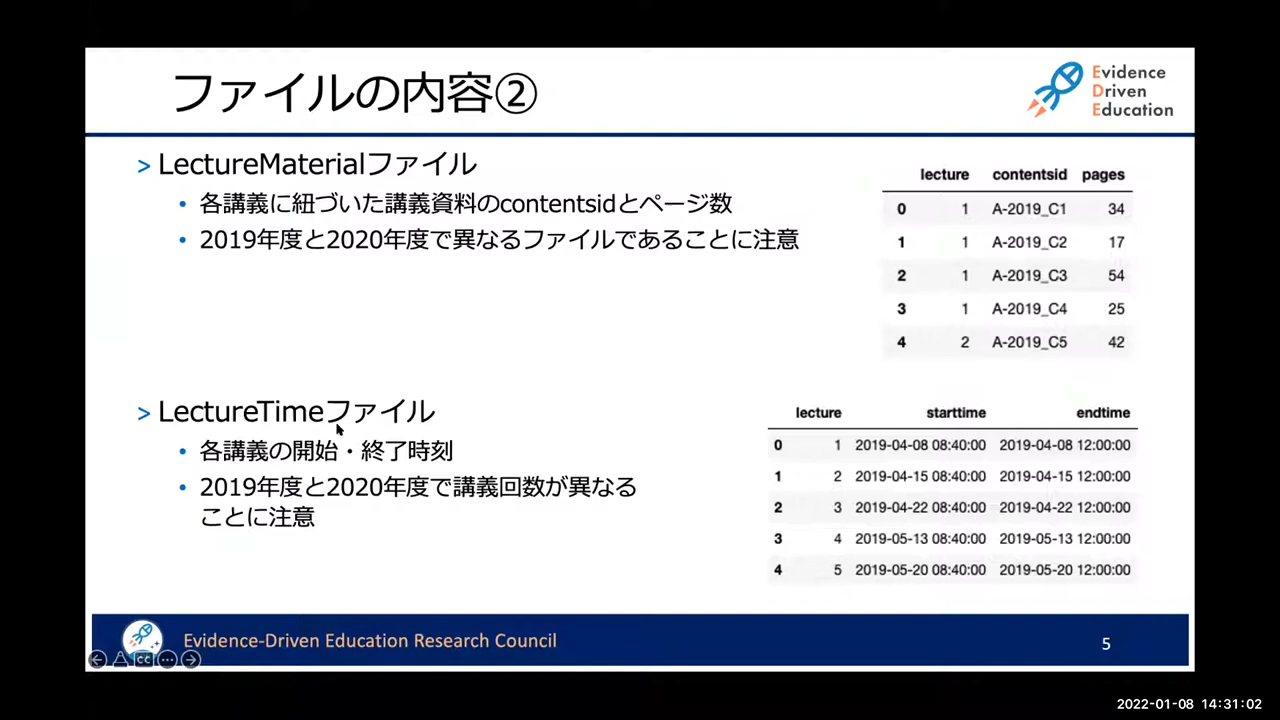 ファイルの内容②
Evidence
Driven
Education
> LectureMaterialファイル
• 各講義に紐づいた講義資料のcontentsidとページ数
• 2019年度と2020年度で異なるファイルであることに注意
lecture contentsid pages
0 1 A-2019_C1 34
1 1 A-2019_C2 17
2 1 A-2019_C3 54
3 1 A-2019_C4 25
4 2 A-2019_C5 42
> LectureTimeファイル
• 各講義の開始・終了時刻
• 2019年度と2020年度で講義回数が異なる
ことに注意
lecture starttime endtime
0 1 2019-04-08 08:40:00 2019-04-08 12:00:00
1 2 2019-04-15 08:40:00 2019-04-15 12:00:00
2 3 2019-04-22 08:40:00 2019-04-22 12:00:00
3 4 2019-05-13 08:40:00 2019-05-13 12:00:00
4 5 2019-05-20 08:40:00 2019-05-20 12:00:00
Evidence-Driven Education Research Council
5
CC
2022-01-08 14:31:02